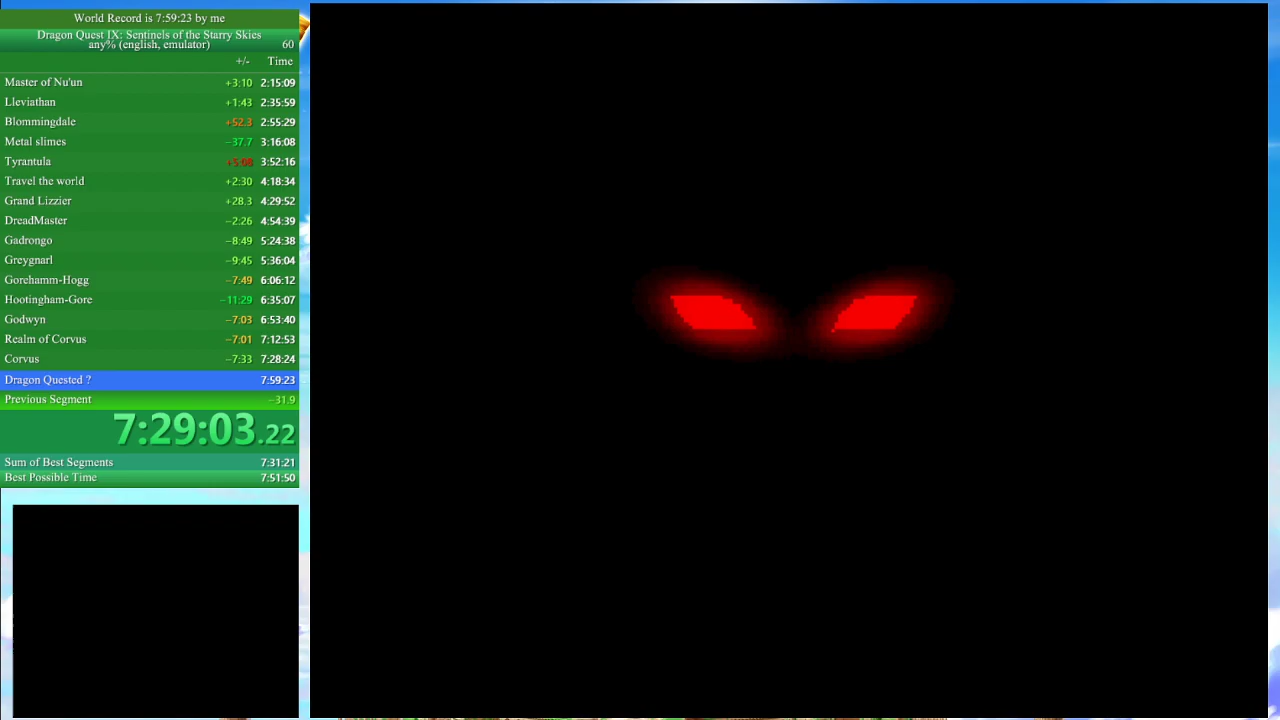 World Record is 7:59:23 by me
Dragon Quest IX: Sentinels of the Starry Skies
any% (english, emulator) 60
+/- Time
Master of Nu'un +3:10 2:15:09
Lleviathan +1:43 2:35:59
Blommingdale +52.3 2:55:29
Metal slimes −37.7 3:16:08
Tyrantula +5:08 3:52:16
Travel the world +2:30 4:18:34
Grand Lizzier +28.3 4:29:52
DreadMaster −2:26 4:54:39
Gadrongo −8:49 5:24:38
Greygnarl −9:45 5:36:04
Gorehamm-Hogg −7:49 6:06:12
Hootingham-Gore −11:29 6:35:07
Godwyn −7:03 6:53:40
Realm of Corvus −7:01 7:12:53
Corvus −7:33 7:28:24
Dragon Quested ? 7:59:23
Previous Segment −31.9
7:29:03.22
Sum of Best Segments 7:31:21
Best Possible Time 7:51:50